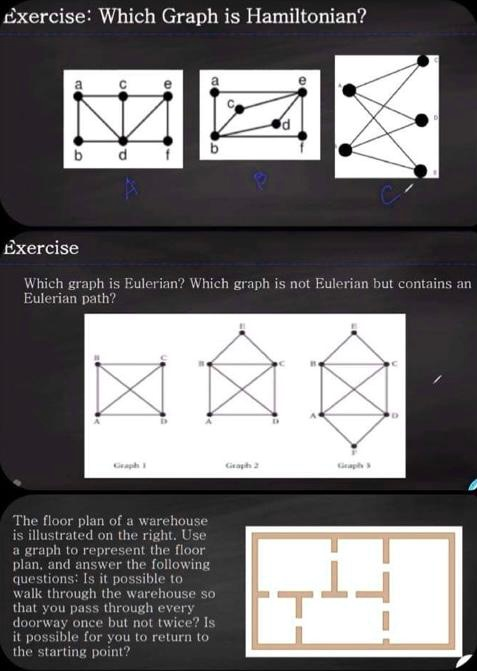 Exercise: Which Graph is Hamiltonian?
a c e
b d f
a e
c
d
b f
A B C
Exercise
Which graph is Eulerian? Which graph is not Eulerian but contains an
Eulerian path?
E E
B C B C B C
A D A D A D
F
Graph 1 Graph 2 Graph 3
The floor plan of a warehouse
is illustrated on the right. Use
a graph to represent the floor
plan, and answer the following
questions: Is it possible to
walk through the warehouse so
that you pass through every
doorway once but not twice? Is
it possible for you to return to
the starting point?